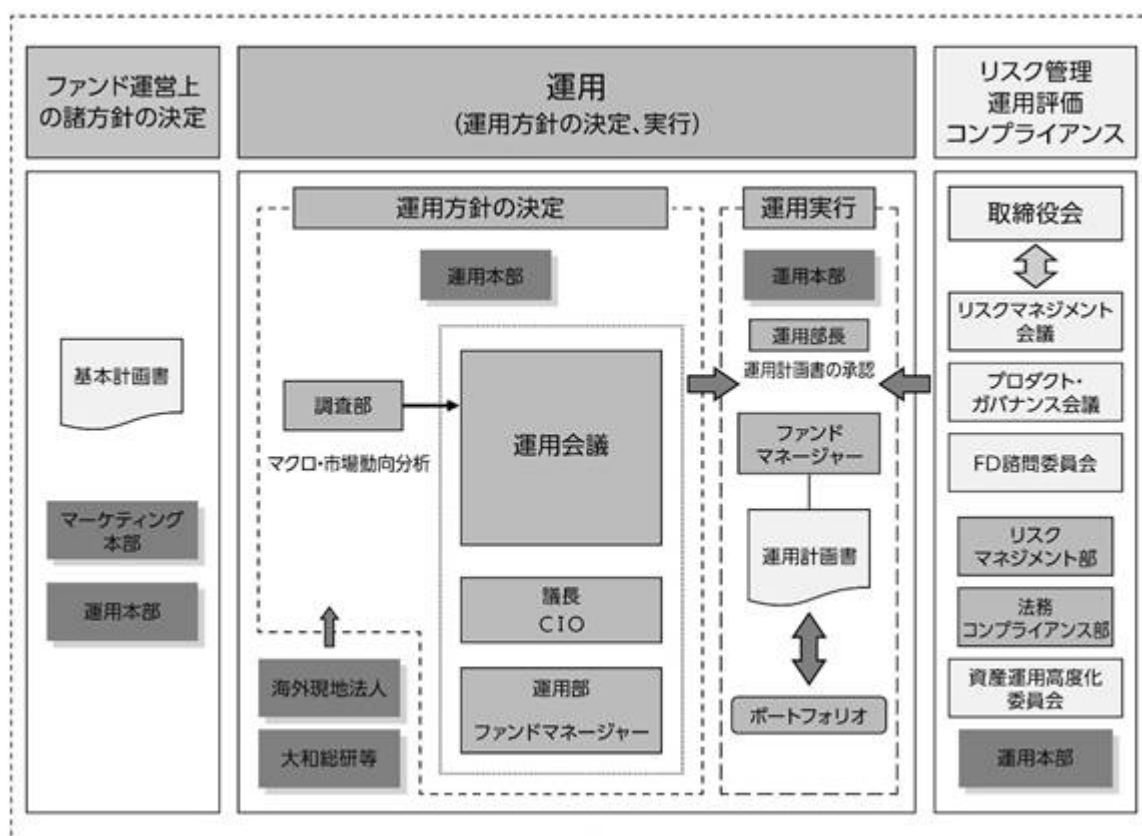 ファンド運営上
の諸方針の決定
運用
(運用方針の決定、実行)
リスク管理
運用評価
コンプライアンス
基本計画書
マーケティング
本部
運用本部
運用方針の決定
運用本部
調査部
マクロ・市場動向分析
運用会議
議長
CIO
運用部
ファンドマネージャー
海外現地法人
大和総研等
運用実行
運用本部
運用部長
運用計画書の承認
ファンド
マネージャー
運用計画書
ポートフォリオ
取締役会
リスクマネジメント
会議
プロダクト・
ガバナンス会議
FD諮問委員会
リスク
マネジメント部
法務
コンプライアンス部
資産運用高度化
委員会
運用本部